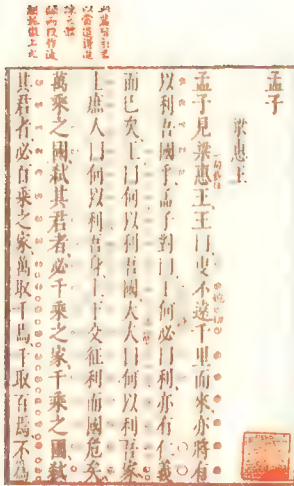 孟子
梁惠王
孟子見梁惠王王曰叟不遠千里而來亦將有
以利吾國乎孟子對曰王何必曰利亦有仁義
而已矣王曰何以利吾國大夫曰何以利吾家
士庶人曰何以利吾身上下交征利而國危矣
萬乘之國弒其君者必千乘之家千乘之國弒
其君者必百乘之家萬取千焉千取百焉不為